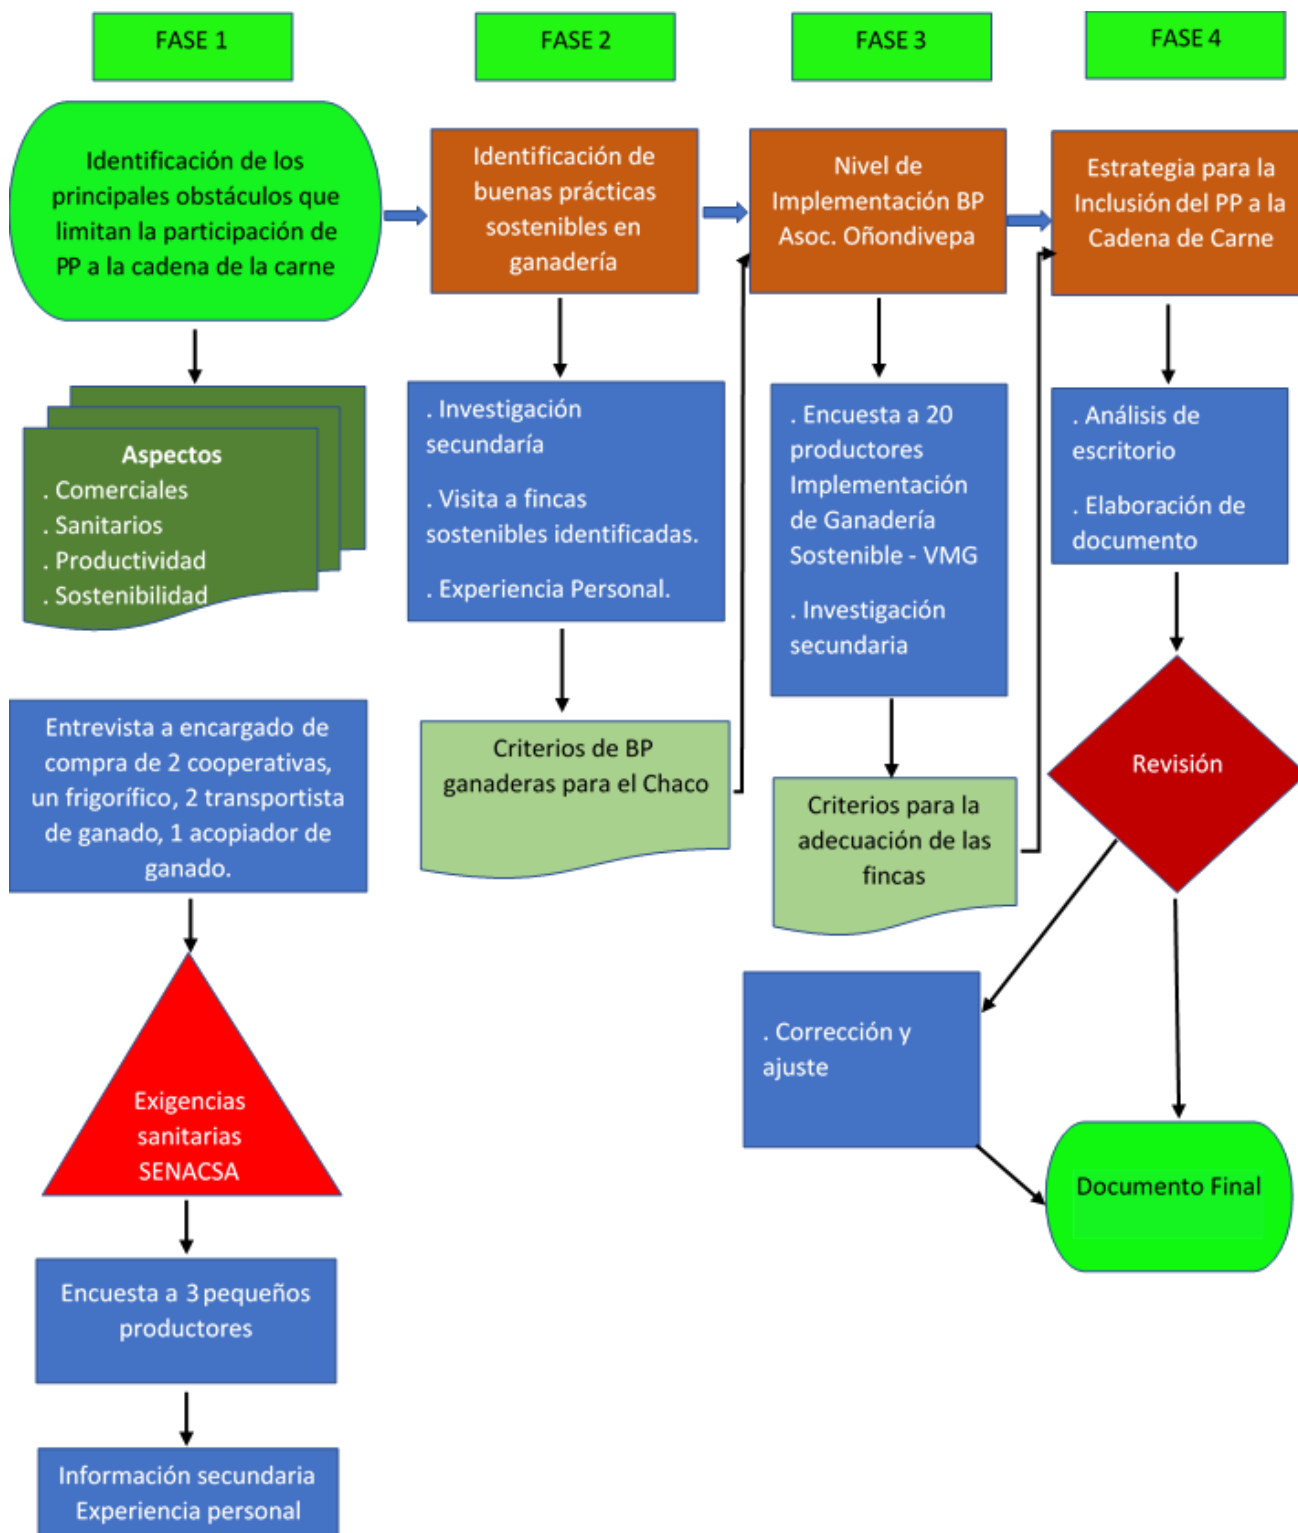 FASE 1
FASE 2
FASE 3
FASE 4
Identificación de los
principales obstáculos que
limitan la participación de
PP a la cadena de la carne
Identificación de
buenas prácticas
sostenibles en
ganadería
Nivel de
Implementación BP
Asoc. Oñondivepa
Estrategia para la
Inclusión del PP a la
Cadena de Carne
Aspectos
. Comerciales
. Sanitarios
. Productividad
. Sostenibilidad
. Investigación
secundaría
. Visita a fincas
sostenibles identificadas.
. Experiencia Personal.
. Encuesta a 20
productores
Implementación
de Ganadería
Sostenible - VMG
. Investigación
secundaria
. Análisis de
escritorio
. Elaboración de
documento
Entrevista a encargado de
compra de 2 cooperativas,
un frigorífico, 2 transportista
de ganado, 1 acopiador de
ganado.
Criterios de BP
ganaderas para el Chaco
Criterios para la
adecuación de las
fincas
Revisión
Exigencias
sanitarias
SENACSA
. Corrección y
ajuste
Documento Final
Encuesta a 3 pequeños
productores
Información secundaria
Experiencia personal